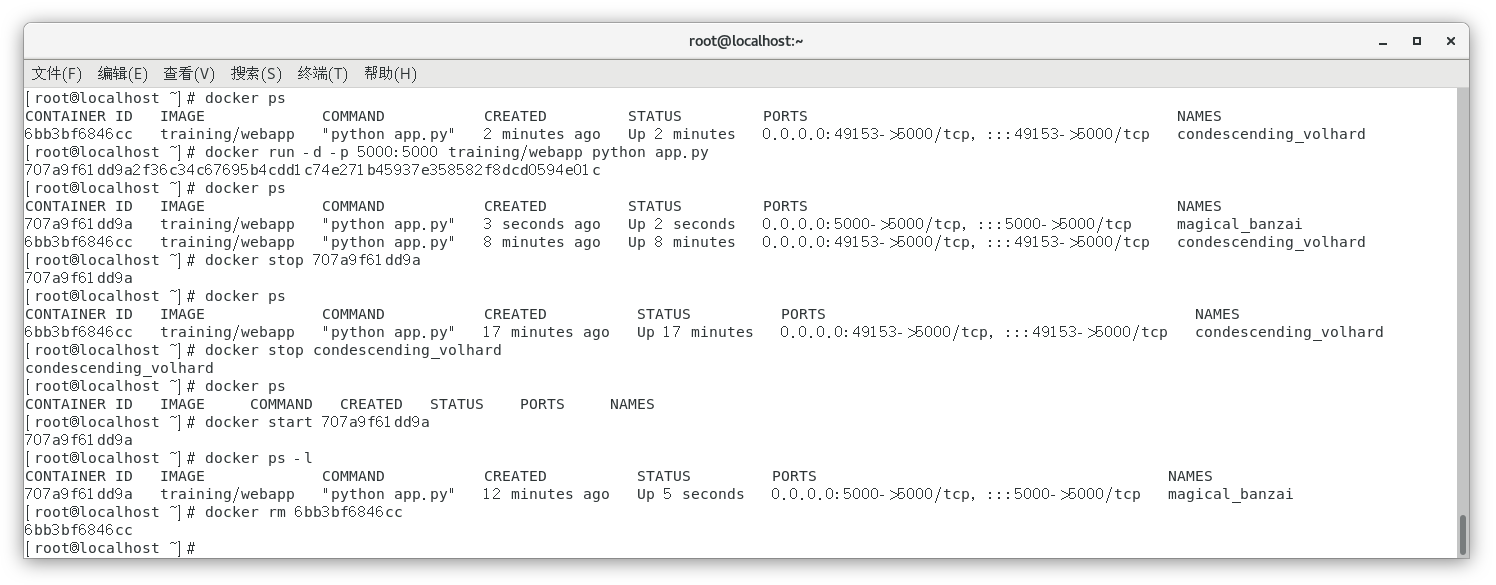 root@localhost:~
文件(F) 编辑(E) 查看(V) 搜索(S) 终端(T) 帮助(H)
[root@localhost ~]# docker ps
CONTAINER ID   IMAGE             COMMAND           CREATED         STATUS         PORTS                                         NAMES
6bb3bf6846cc   training/webapp   "python app.py"   2 minutes ago   Up 2 minutes   0.0.0.0:49153->5000/tcp, :::49153->5000/tcp   condescending_volhard
[root@localhost ~]# docker run -d -p 5000:5000 training/webapp python app.py
707a9f61dd9a2f36c34c67695b4cdd1c74e271b45937e358582f8dcd0594e01c
[root@localhost ~]# docker ps
CONTAINER ID   IMAGE             COMMAND           CREATED         STATUS         PORTS                                         NAMES
707a9f61dd9a   training/webapp   "python app.py"   3 seconds ago   Up 2 seconds   0.0.0.0:5000->5000/tcp, :::5000->5000/tcp     magical_banzai
6bb3bf6846cc   training/webapp   "python app.py"   8 minutes ago   Up 8 minutes   0.0.0.0:49153->5000/tcp, :::49153->5000/tcp   condescending_volhard
[root@localhost ~]# docker stop 707a9f61dd9a
707a9f61dd9a
[root@localhost ~]# docker ps
CONTAINER ID   IMAGE             COMMAND           CREATED          STATUS          PORTS                                         NAMES
6bb3bf6846cc   training/webapp   "python app.py"   17 minutes ago   Up 17 minutes   0.0.0.0:49153->5000/tcp, :::49153->5000/tcp   condescending_volhard
[root@localhost ~]# docker stop condescending_volhard
condescending_volhard
[root@localhost ~]# docker ps
CONTAINER ID   IMAGE     COMMAND   CREATED   STATUS    PORTS     NAMES
[root@localhost ~]# docker start 707a9f61dd9a
707a9f61dd9a
[root@localhost ~]# docker ps -l
CONTAINER ID   IMAGE             COMMAND           CREATED          STATUS         PORTS                                       NAMES
707a9f61dd9a   training/webapp   "python app.py"   12 minutes ago   Up 5 seconds   0.0.0.0:5000->5000/tcp, :::5000->5000/tcp   magical_banzai
[root@localhost ~]# docker rm 6bb3bf6846cc
6bb3bf6846cc
[root@localhost ~]#